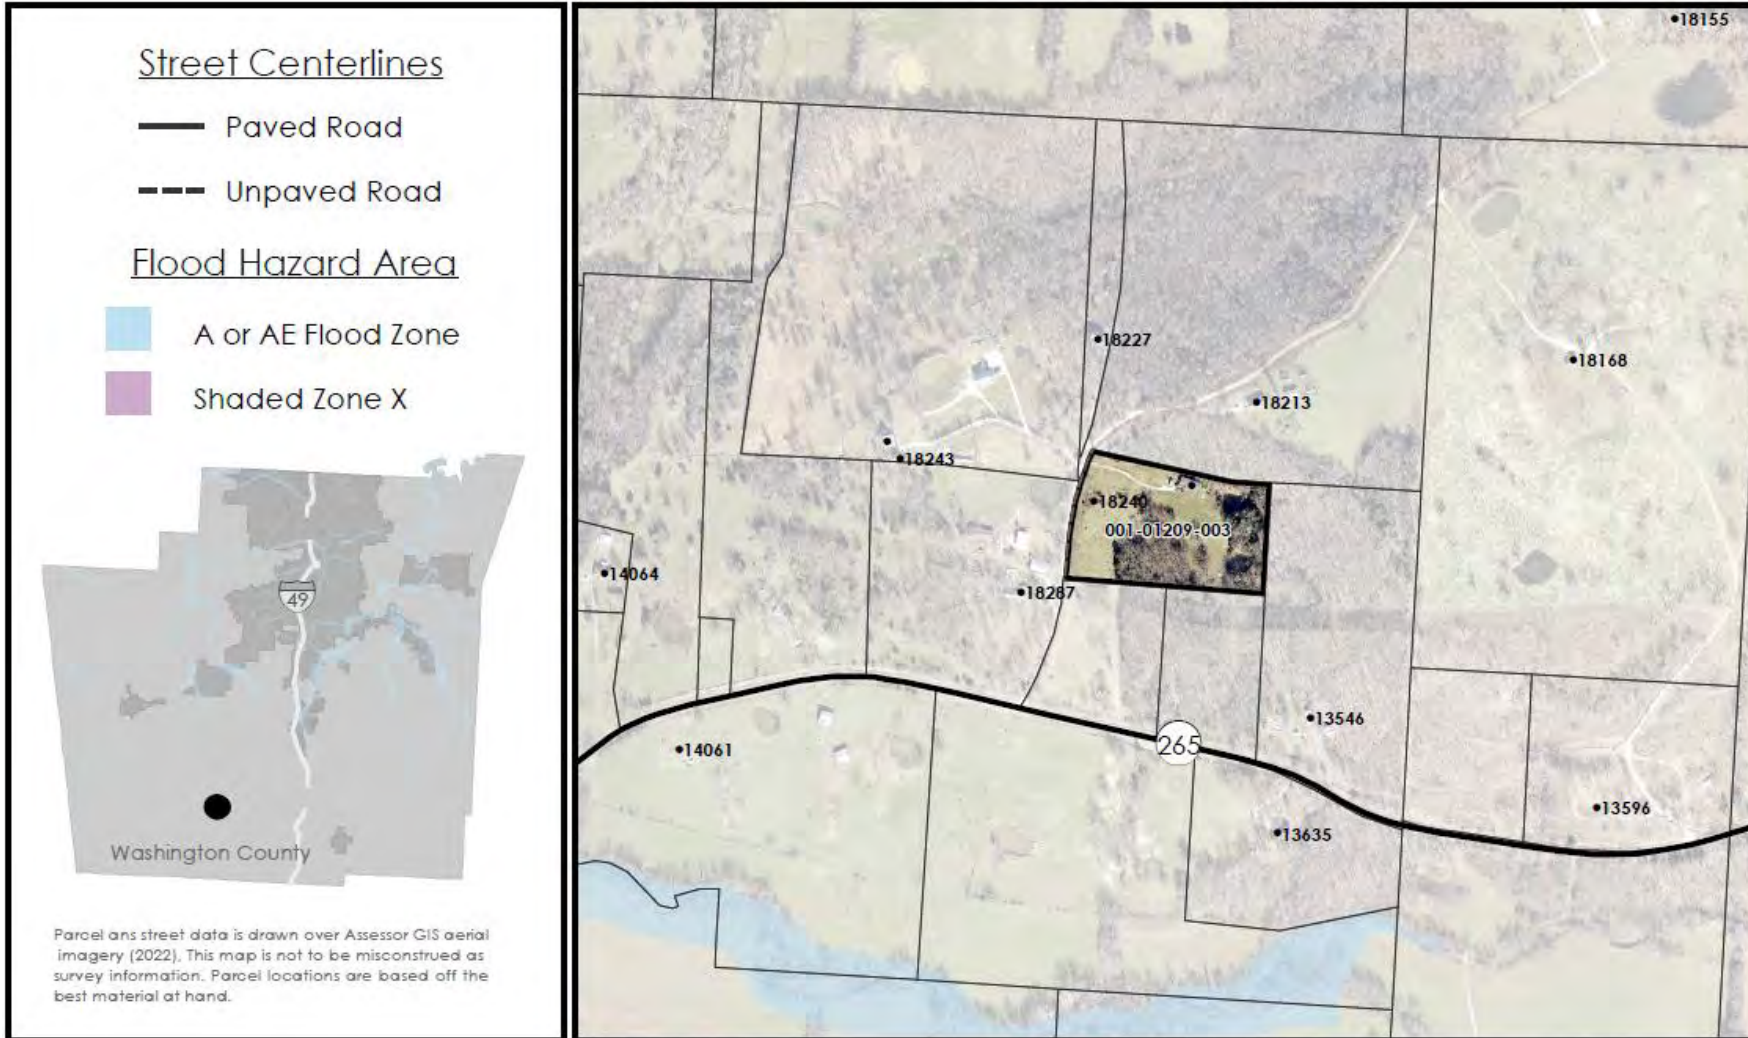 Street Centerlines
Paved Road
Unpaved Road
Flood Hazard Area
A or AE Flood Zone
Shaded Zone X
49
Washington County
Parcel ans street data is drawn over Assessor GIS aerial
imagery (2022). This map is not to be misconstrued as
survey information. Parcel locations are based off the
best material at hand.
18155
18227
18168
18213
18243
18240
001-01209-003
14064
18287
13546
265
14061
13596
13635